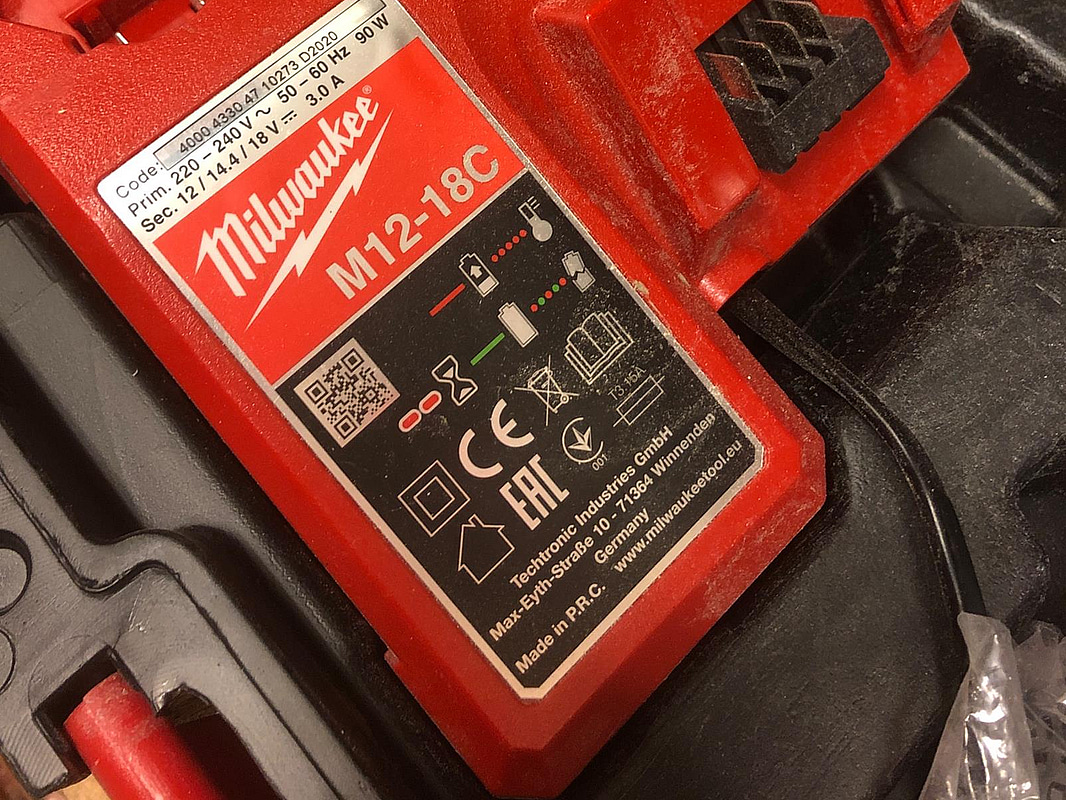 Code: 4000 4330 47 10273 D2020
Prim. 220 – 240 V ~ 50 – 60 Hz 90 W
Sec. 12 / 14.4 / 18 V ⎓ 3.0 A
Milwaukee®
M12-18C
T3.15A
CE
001
EAC
Techtronic Industries GmbH
Max-Eyth-Straße 10 - 71364 Winnenden
Germany
Made in P.R.C. www.milwaukeetool.eu